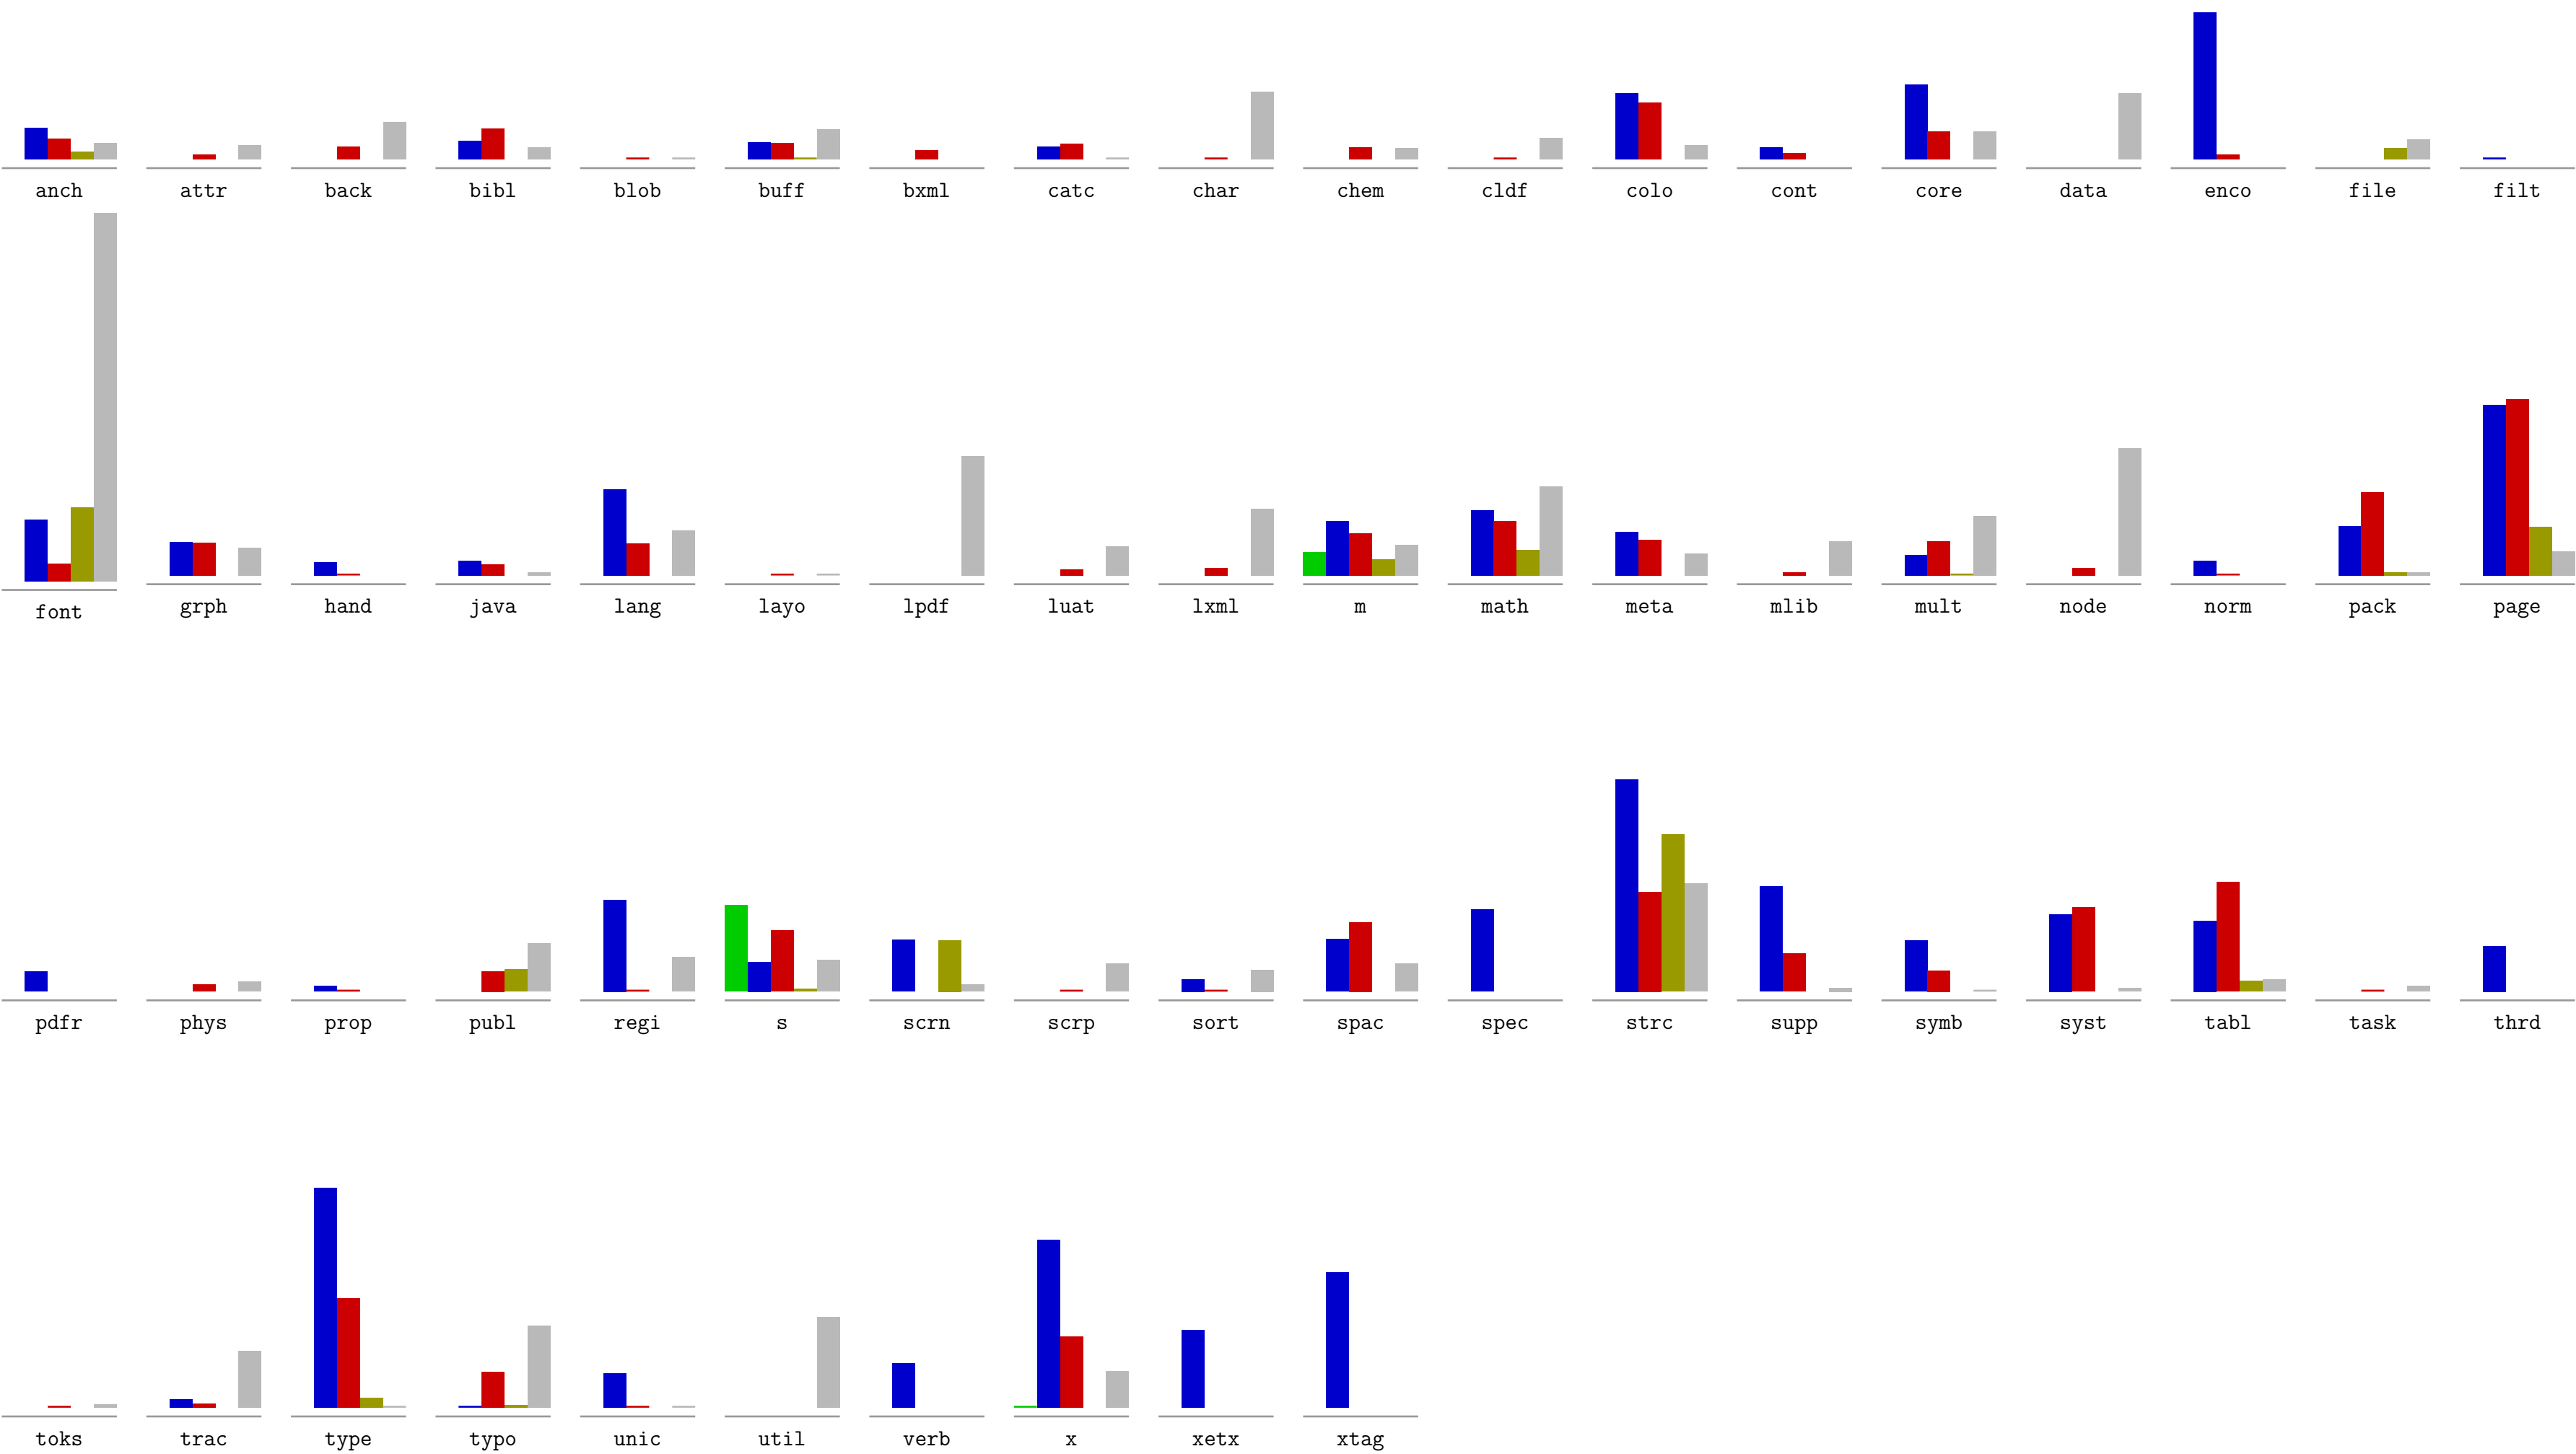 anch attr back bibl blob buff bxml catc char chem cldf colo cont core data enco file filt
font grph hand java lang layo lpdf luat lxml m math meta mlib mult node norm pack page
pdfr phys prop publ regi s scrn scrp sort spac spec strc supp symb syst tabl task thrd
toks trac type typo unic util verb x xetx xtag